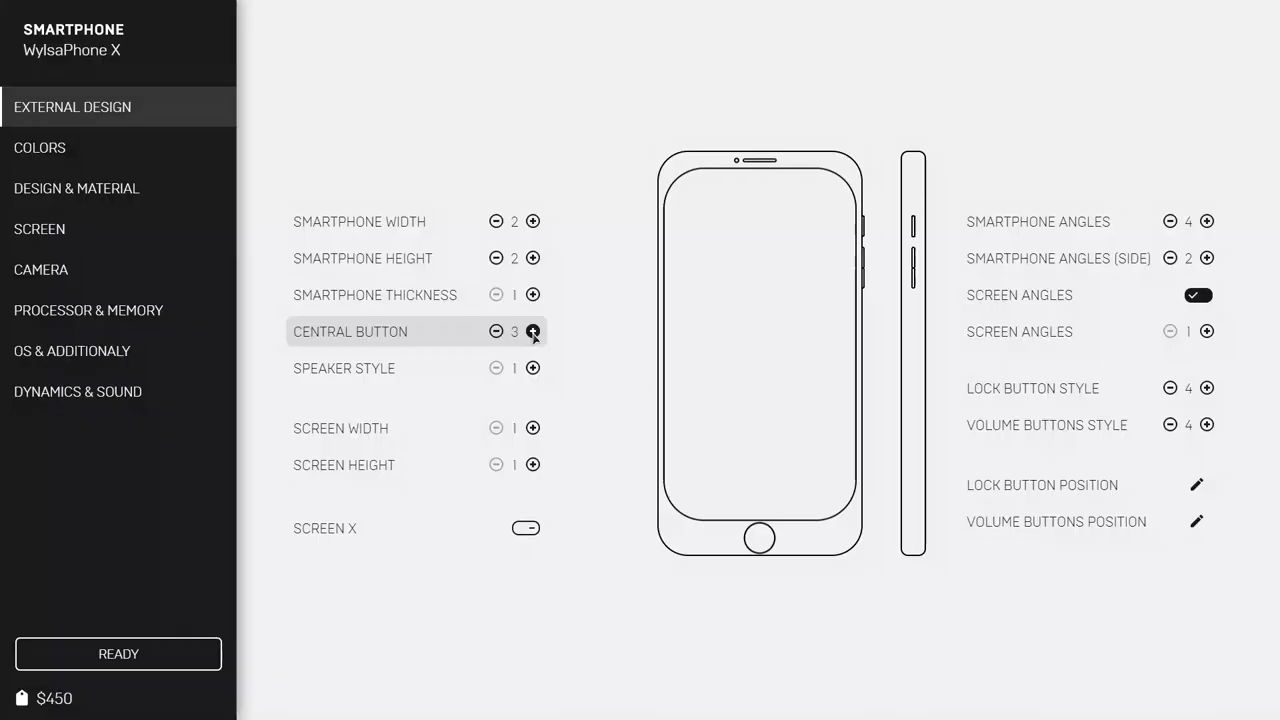 SMARTPHONE
WylsaPhone X
EXTERNAL DESIGN
COLORS
DESIGN & MATERIAL
SCREEN
CAMERA
PROCESSOR & MEMORY
OS & ADDITIONALY
DYNAMICS & SOUND
READY
$450
SMARTPHONE WIDTH 2
SMARTPHONE HEIGHT 2
SMARTPHONE THICKNESS 1
CENTRAL BUTTON 3
SPEAKER STYLE 1
SCREEN WIDTH 1
SCREEN HEIGHT 1
SCREEN X
SMARTPHONE ANGLES 4
SMARTPHONE ANGLES (SIDE) 2
SCREEN ANGLES
SCREEN ANGLES 1
LOCK BUTTON STYLE 4
VOLUME BUTTONS STYLE 4
LOCK BUTTON POSITION
VOLUME BUTTONS POSITION